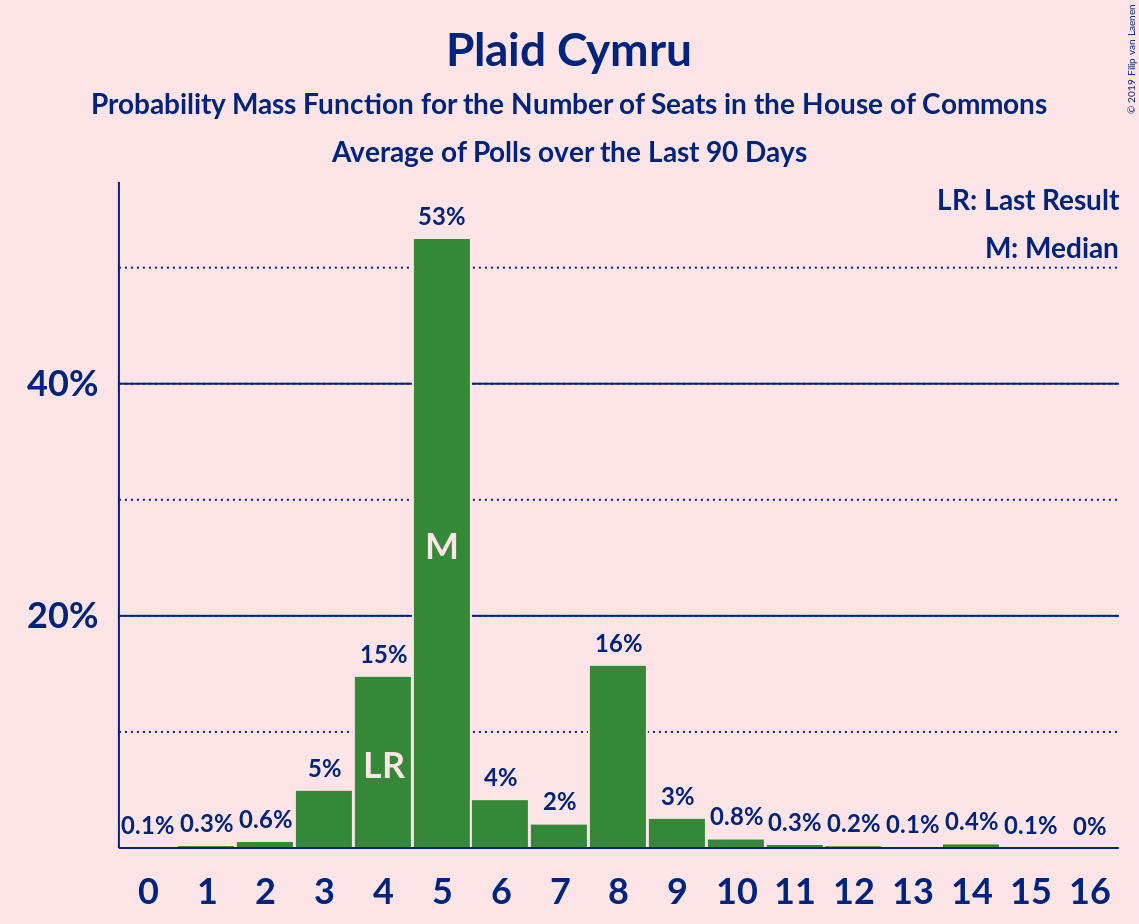 Plaid Cymru
Probability Mass Function for the Number of Seats in the House of Commons
Average of Polls over the Last 90 Days
© 2019 Filip van Laenen
LR: Last Result
M: Median
40%
20%
0.1% 0.3% 0.6% 5% 15% 53% 4% 2% 16% 3% 0.8% 0.3% 0.2% 0.1% 0.4% 0.1% 0%
LR M
0 1 2 3 4 5 6 7 8 9 10 11 12 13 14 15 16